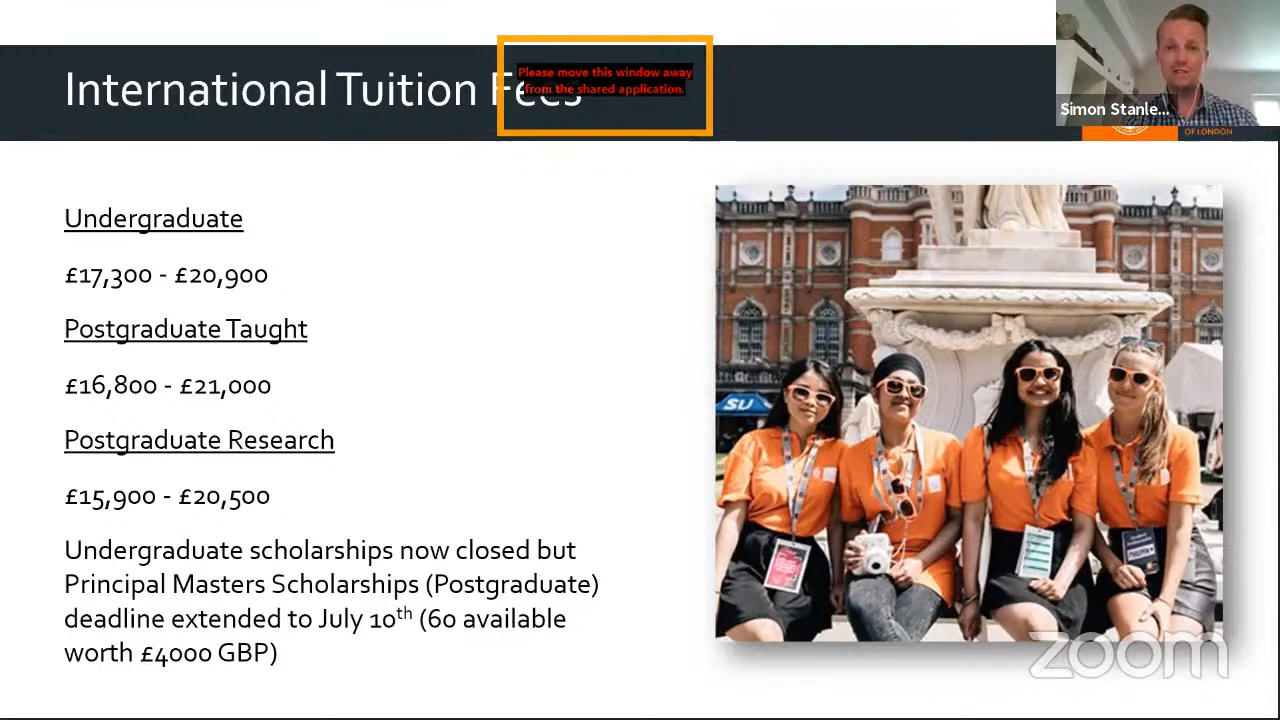 International Tuition Fees
Please move this window away
from the shared application.
Simon Stanle...
OF LONDON
Undergraduate
£17,300 - £20,900
Postgraduate Taught
£16,800 - £21,000
Postgraduate Research
£15,900 - £20,500
Undergraduate scholarships now closed but
Principal Masters Scholarships (Postgraduate)
deadline extended to July 10th (60 available
worth £4000 GBP)
SU
zoom